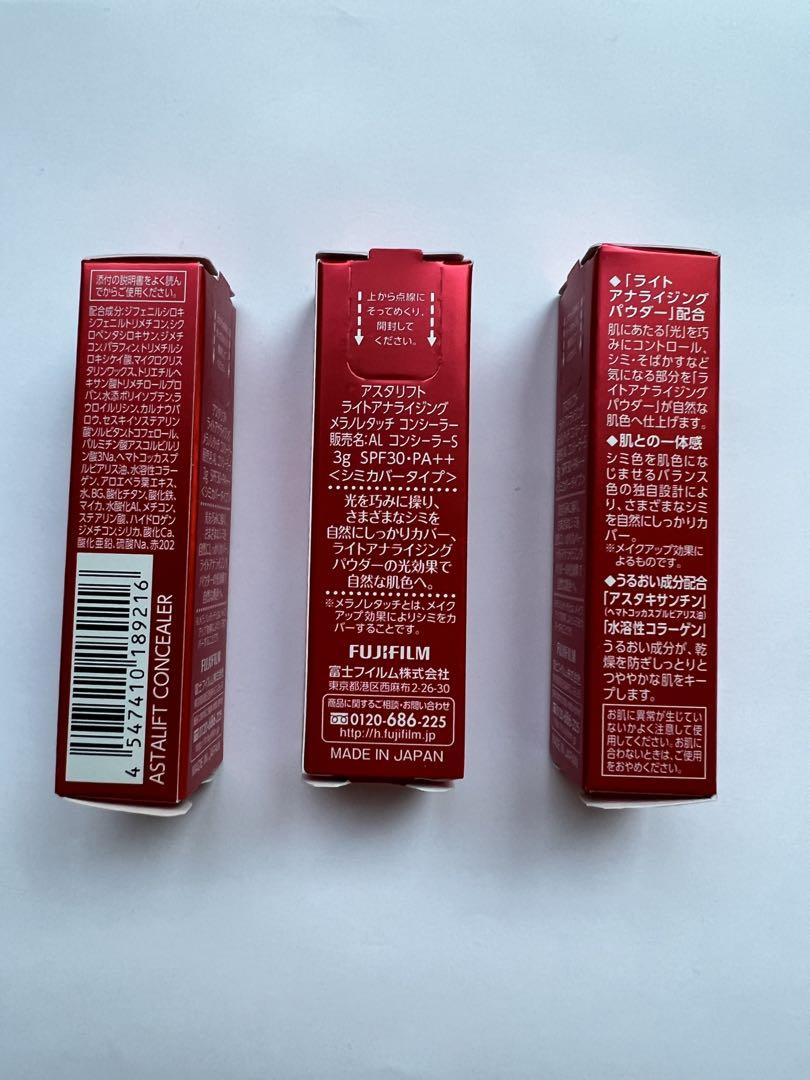 添付の説明書をよく読ん
でからご使用ください。
配合成分:ジフェニルシロキ
シフェニルトリメチコン、シク
ロペンタシロキサン、ジメチ
コン、パラフィン、トリメチルシ
ロキシケイ酸、マイクロクリス
タリンワックス、トリエチルヘ
キサン酸トリメチロールプロ
パン、水添ポリイソブテン、ラ
ウロイルリシン、カルナウバ
ロウ、セスキイソステアリン
酸ソルビタン、トコフェロール、
パルミチン酸アスコルビルリ
ン酸3Na、ヘマトコッカスプ
ルビアリス油、水溶性コラー
ゲン、アロエベラ葉エキス、
水、BG、酸化チタン、酸化鉄、
マイカ、水酸化AL、メチコン、
ステアリン酸、ハイドロゲン
ジメチコン、シリカ、酸化Ca、
酸化亜鉛、硫酸Na、赤202
4 547410 189216
ASTALIFT CONCEALER
上から点線に
そってめくり、
開封して
ください。
アスタリフト
ライトアナライジング
メラノレタッチ コンシーラー
販売名:AL コンシーラーS
3g SPF30・PA++
<シミカバータイプ>
光を巧みに操り、
さまざまなシミを
自然にしっかりカバー、
ライトアナライジング
パウダーの光効果で
自然な肌色へ。
※メラノレタッチとは、メイク
アップ効果によりシミをカ
バーすることです。
FUJIFILM
富士フイルム株式会社
東京都港区西麻布2-26-30
商品に関するご相談・お問い合わせ
0120-686-225
http://h.fujifilm.jp
MADE IN JAPAN
◆「ライト
アナライジング
パウダー」配合
肌にあたる「光」を巧
みにコントロール、
シミ・そばかすなど
気になる部分を「ラ
イトアナライジング
パウダー」が自然な
肌色へ仕上げます。
◆肌との一体感
シミ色を肌色にな
じませるバランス
色の独自設計によ
り、さまざまなシミ
を自然にしっかりカ
バー。
※メイクアップ効果に
よるものです。
◆うるおい成分配合
「アスタキサンチン」
(ヘマトコッカスプルビアリス油)
「水溶性コラーゲン」
うるおい成分が、乾
燥を防ぎしっとりと
つややかな肌をキー
プします。
お肌に異常が生じてい
ないかよく注意して使
用してください。お肌に
合わないときは、ご使用
をおやめください。